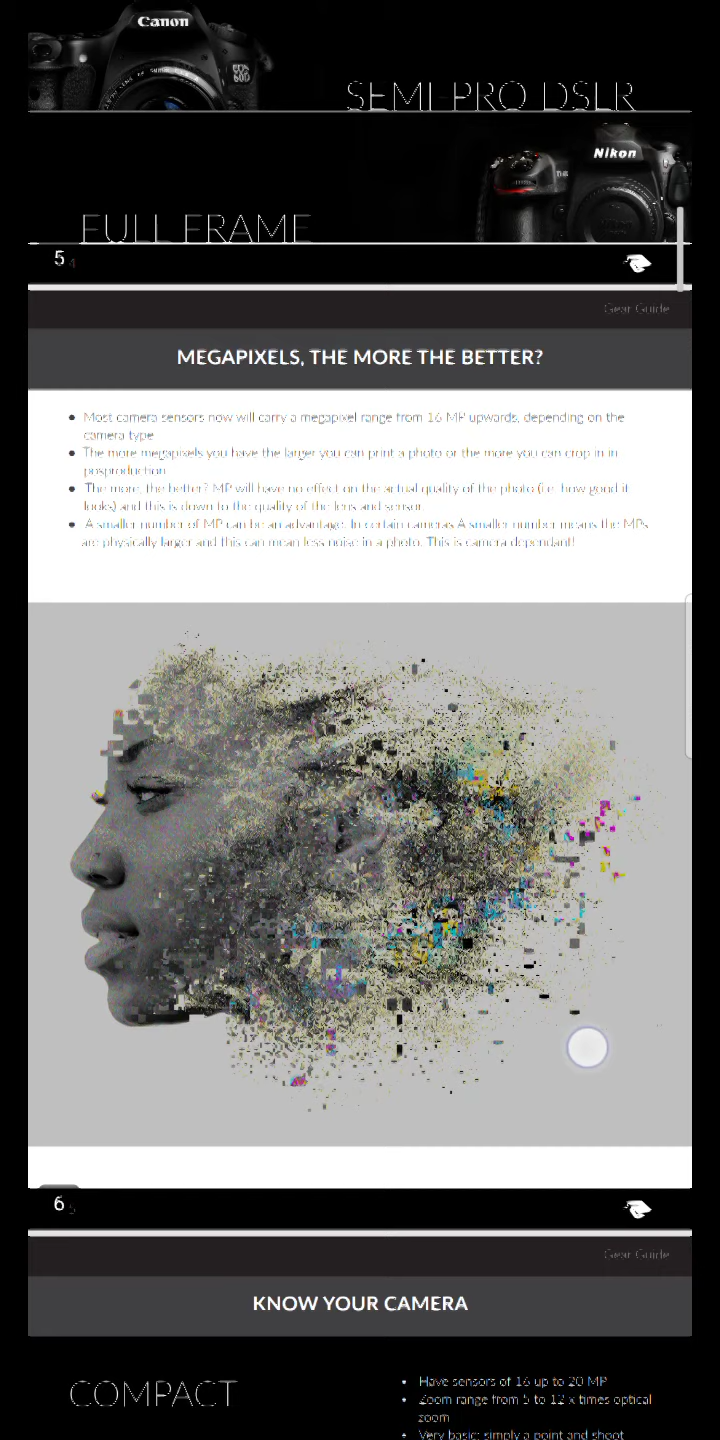 Canon
EOS
60D
SEMI-PRO DSLR
Nikon
FULL FRAME
5 4
Gear Guide
MEGAPIXELS, THE MORE THE BETTER?
• Most camera sensors now will carry a megapixel range from 16 MP upwards, depending on the
camera type
• The more megapixels you have the larger you can print a photo or the more you can crop in in
posproduction
• The more, the better? MP will have no effect on the actual quality of the photo (i.e. how good it
looks) and this is down to the quality of the lens and sensor.
• A smaller number of MP can be an advantage. In certain cameras A smaller number means the MPs
are physically larger and this can mean less noise in a photo. This is camera dependant!
6 5
Gear Guide
KNOW YOUR CAMERA
COMPACT
• Have sensors of 16 up to 20 MP
• Zoom range from 5 to 12 x times optical
zoom
• Very basic; simply a point and shoot